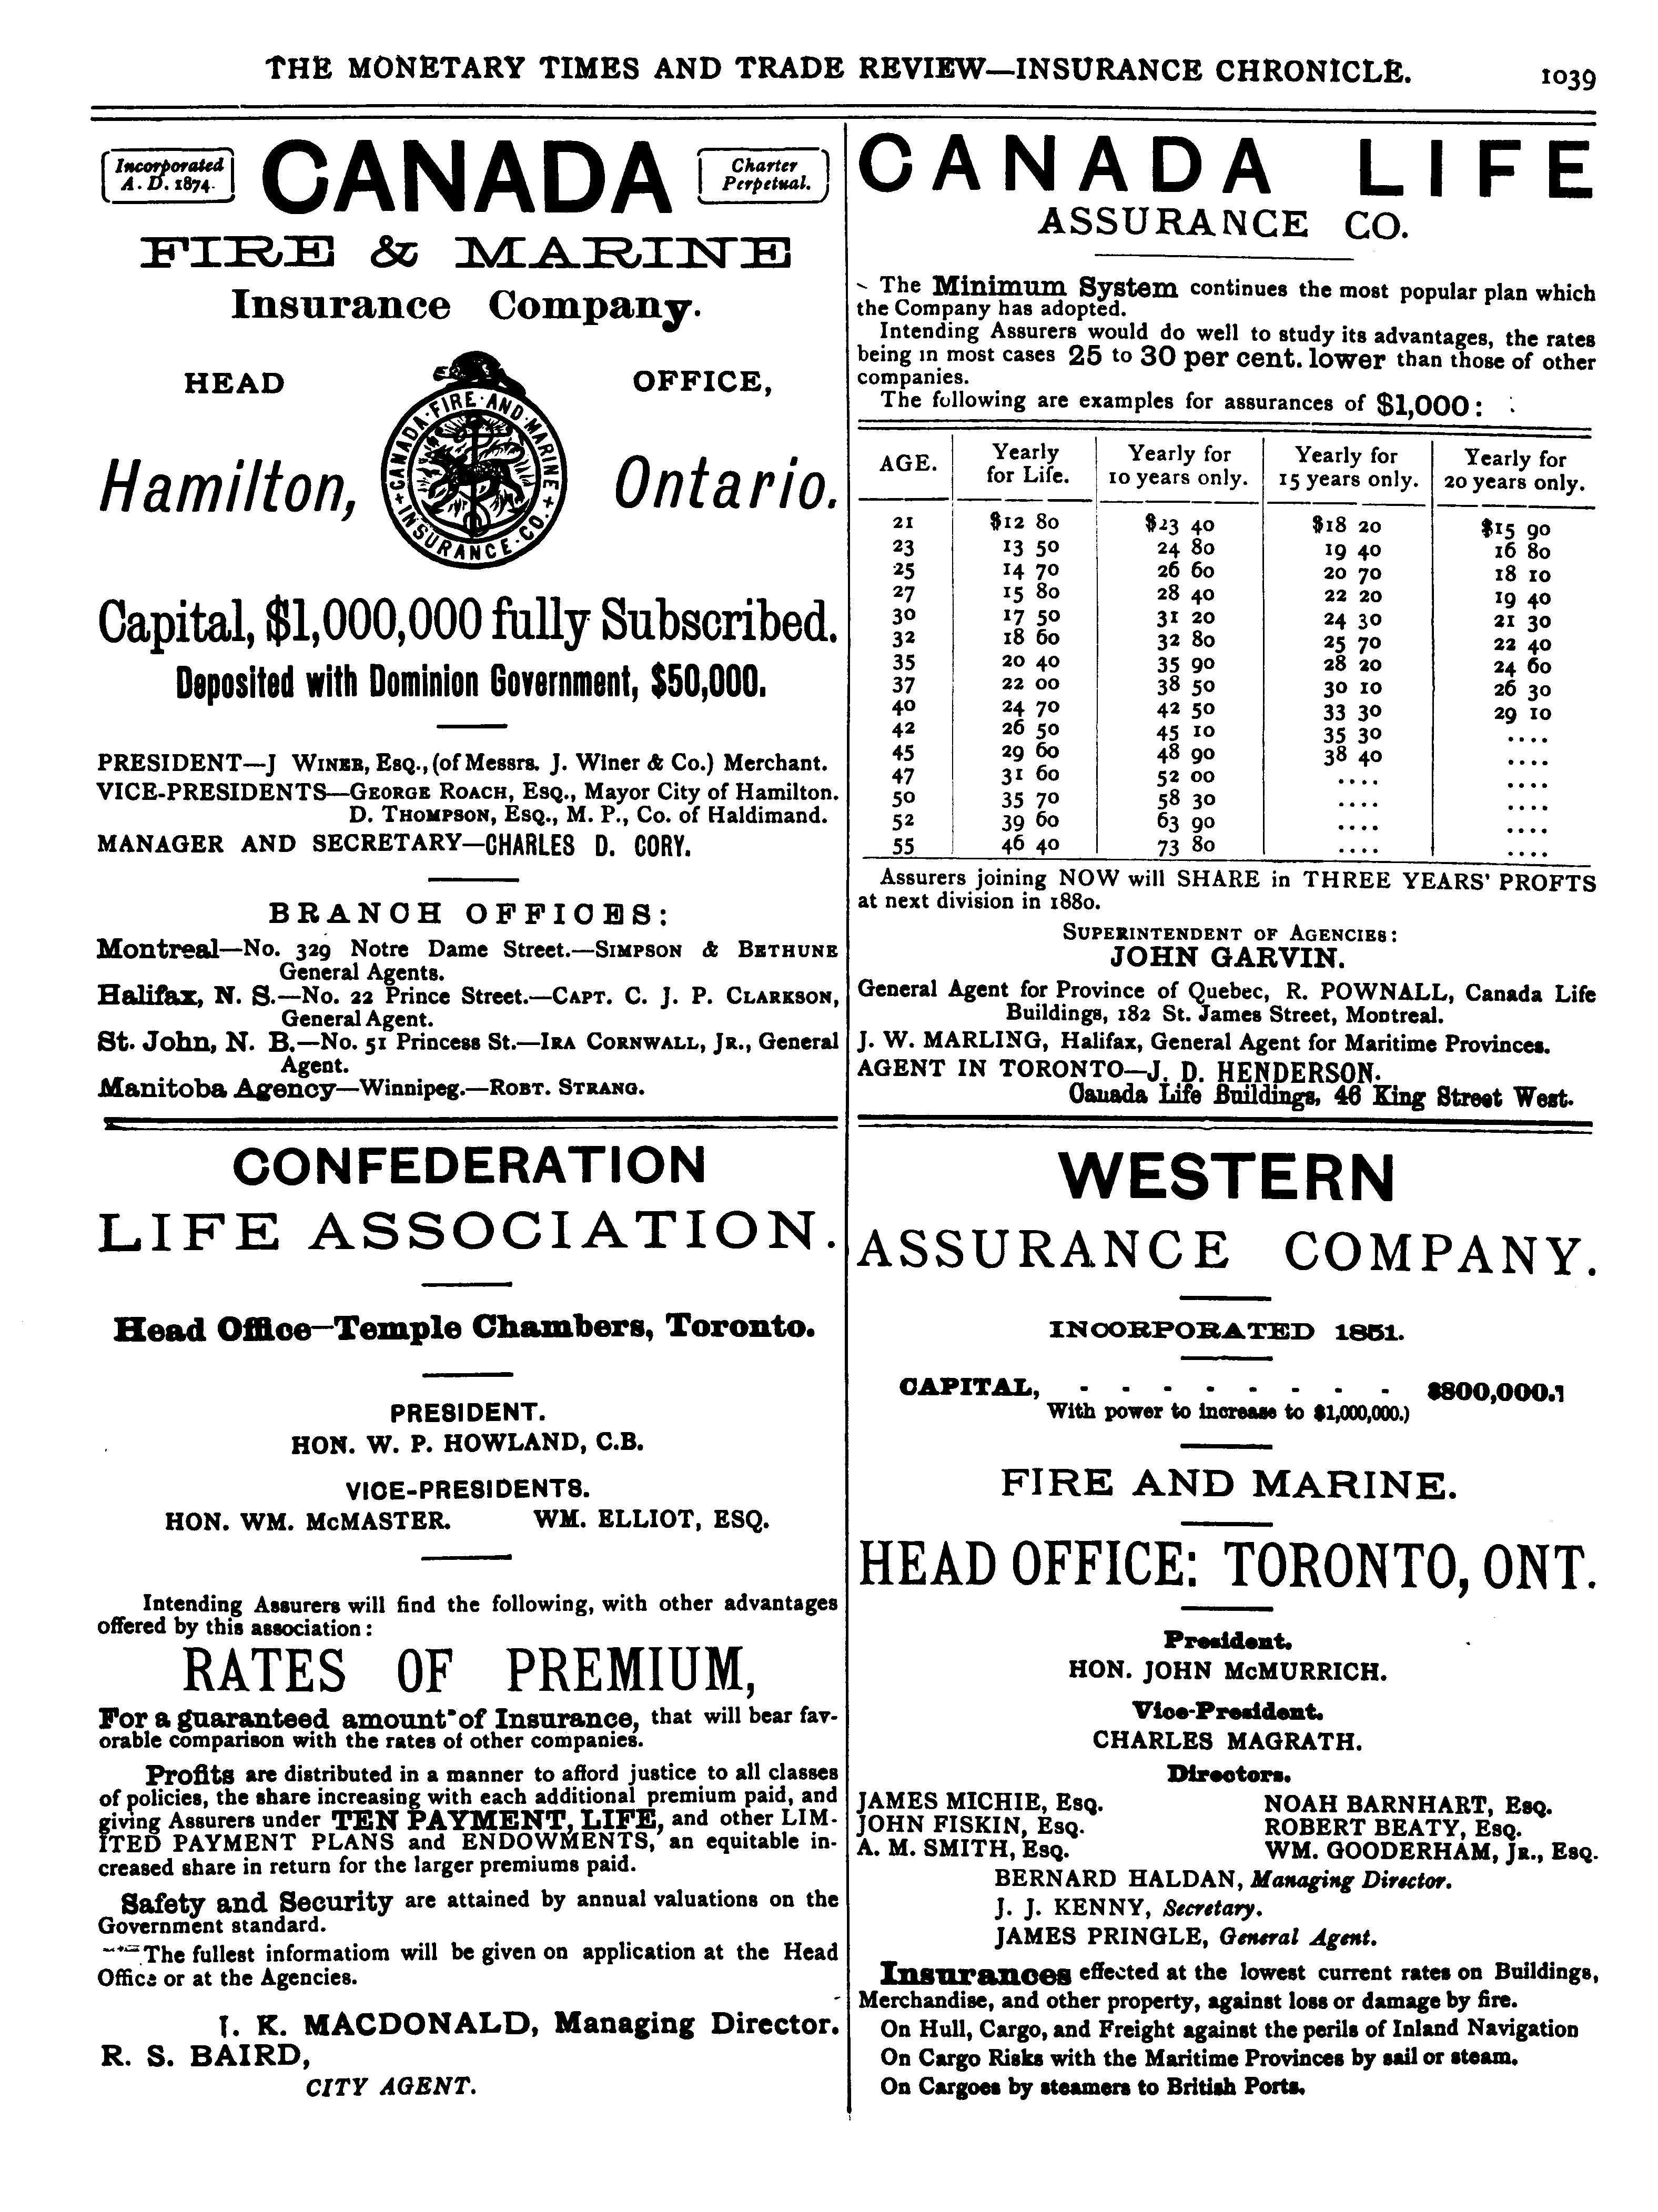 THE MONETARY TIMES AND TRADE REVIEW—INSURANCE CHRONICLE. 1039
Incorporated
A. D. 1874.
CANADA
Charter
Perpetual.
FIRE & MARINE
Insurance Company.
HEAD OFFICE,
CANADA·FIRE·AND·MARINE+INSURANCE·CO.+
Hamilton, Ontario.
Capital, $1,000,000 fully Subscribed.
Deposited with Dominion Government, $50,000.
PRESIDENT—J WINER, ESQ., (of Messrs. J. Winer & Co.) Merchant.
VICE-PRESIDENTS—GEORGE ROACH, ESQ., Mayor City of Hamilton.
D. THOMPSON, ESQ., M. P., Co. of Haldimand.
MANAGER AND SECRETARY—CHARLES D. CORY.
BRANCH OFFICES:
Montreal—No. 329 Notre Dame Street.—SIMPSON & BETHUNE
General Agents.
Halifax, N. S.—No. 22 Prince Street.—CAPT. C. J. P. CLARKSON,
General Agent.
St. John, N. B.—No. 51 Princess St.—IRA CORNWALL, JR., General
Agent.
Manitoba Agency—Winnipeg.—ROBT. STRANG.
CONFEDERATION
LIFE ASSOCIATION.
Head Office—Temple Chambers, Toronto.
PRESIDENT.
HON. W. P. HOWLAND, C.B.
VICE-PRESIDENTS.
HON. WM. McMASTER. WM. ELLIOT, ESQ.
Intending Assurers will find the following, with other advantages
offered by this association:
RATES OF PREMIUM,
For a guaranteed amount of Insurance, that will bear fav-
orable comparison with the rates of other companies.
Profits are distributed in a manner to afford justice to all classes
of policies, the share increasing with each additional premium paid, and
giving Assurers under TEN PAYMENT, LIFE, and other LIM-
ITED PAYMENT PLANS and ENDOWMENTS, an equitable in-
creased share in return for the larger premiums paid.
Safety and Security are attained by annual valuations on the
Government standard.
The fullest informatiom will be given on application at the Head
Office or at the Agencies.
J. K. MACDONALD, Managing Director.
R. S. BAIRD,
CITY AGENT.
CANADA LIFE
ASSURANCE CO.
The Minimum System continues the most popular plan which
the Company has adopted.
Intending Assurers would do well to study its advantages, the rates
being in most cases 25 to 30 per cent. lower than those of other
companies.
The following are examples for assurances of $1,000:
AGE. Yearly for Life. Yearly for 10 years only. Yearly for 15 years only. Yearly for 20 years only.
21 $12 80 $23 40 $18 20 $15 90
23 13 50 24 80 19 40 16 80
25 14 70 26 60 20 70 18 10
27 15 80 28 40 22 20 19 40
30 17 50 31 20 24 30 21 30
32 18 60 32 80 25 70 22 40
35 20 40 35 90 28 20 24 60
37 22 00 38 50 30 10 26 30
40 24 70 42 50 33 30 29 10
42 26 50 45 10 35 30 ....
45 29 60 48 90 38 40 ....
47 31 60 52 00 .... ....
50 35 70 58 30 .... ....
52 39 60 63 90 .... ....
55 46 40 73 80 .... ....
Assurers joining NOW will SHARE in THREE YEARS' PROFTS
at next division in 1880.
SUPERINTENDENT OF AGENCIES:
JOHN GARVIN.
General Agent for Province of Quebec, R. POWNALL, Canada Life
Buildings, 182 St. James Street, Montreal.
J. W. MARLING, Halifax, General Agent for Maritime Provinces.
AGENT IN TORONTO—J. D. HENDERSON.
Canada Life Buildings, 46 King Street West.
WESTERN
ASSURANCE COMPANY.
INCORPORATED 1851.
CAPITAL, - - - - - - - - $800,000.
With power to increase to $1,000,000.)
FIRE AND MARINE.
HEAD OFFICE: TORONTO, ONT.
President.
HON. JOHN McMURRICH.
Vice-President.
CHARLES MAGRATH.
Directors.
JAMES MICHIE, ESQ. NOAH BARNHART, ESQ.
JOHN FISKIN, ESQ. ROBERT BEATY, ESQ.
A. M. SMITH, ESQ. WM. GOODERHAM, JR., ESQ.
BERNARD HALDAN, Managing Director.
J. J. KENNY, Secretary.
JAMES PRINGLE, General Agent.
Insurances effected at the lowest current rates on Buildings,
Merchandise, and other property, against loss or damage by fire.
On Hull, Cargo, and Freight against the perils of Inland Navigation
On Cargo Risks with the Maritime Provinces by sail or steam.
On Cargoes by steamers to British Ports.